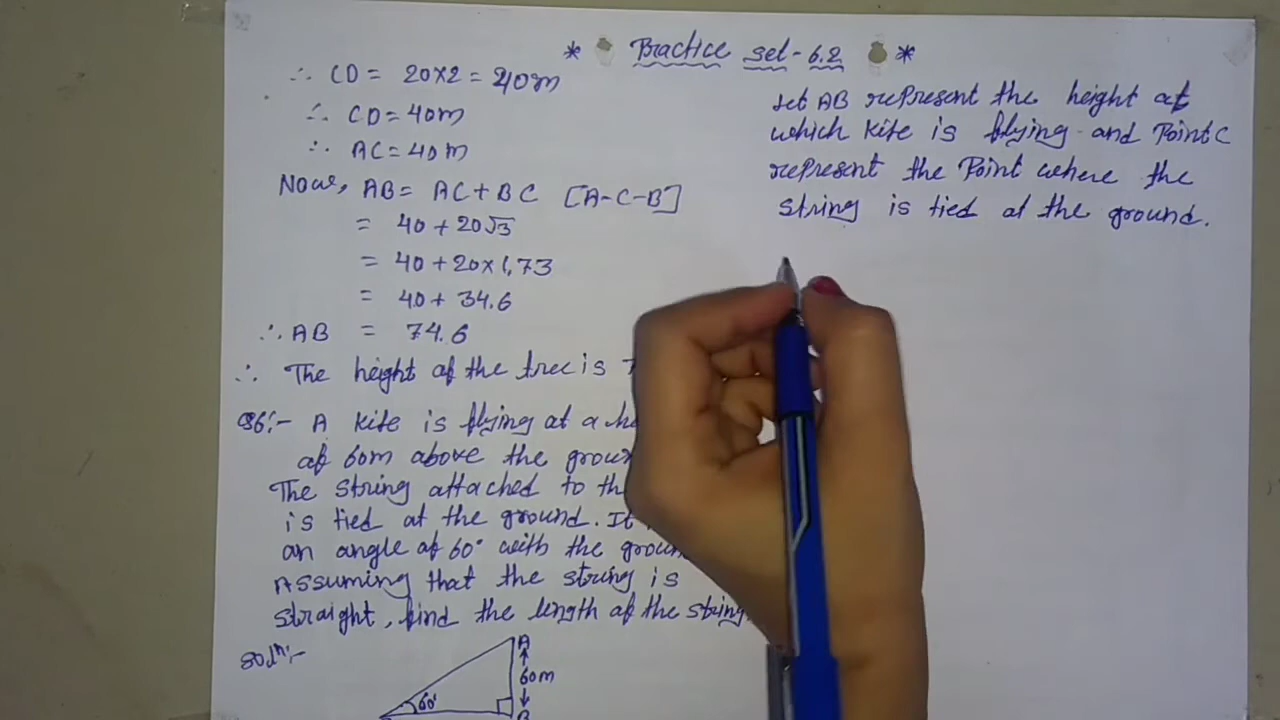 * Practice set-6.2 *
∴ CD = 20×2 = 40m
∴ CD=40m
∴ AC=40m
Now, AB= AC+BC [A-C-B]
= 40+20√3
= 40+20×1.73
= 40+34.6
∴ AB = 74.6
∴ The height of the tree is
Q6:- A kite is flying at a
of 60m above the
The string attached to
is tied at the ground. It
an angle of 60° with the
Assuming that the string is
straight, find the length of the string.
Solⁿ:-
A
60m
60°
B
Let AB represent the height at
which kite is flying and Point C
represent the Point where the
string is tied at the ground.